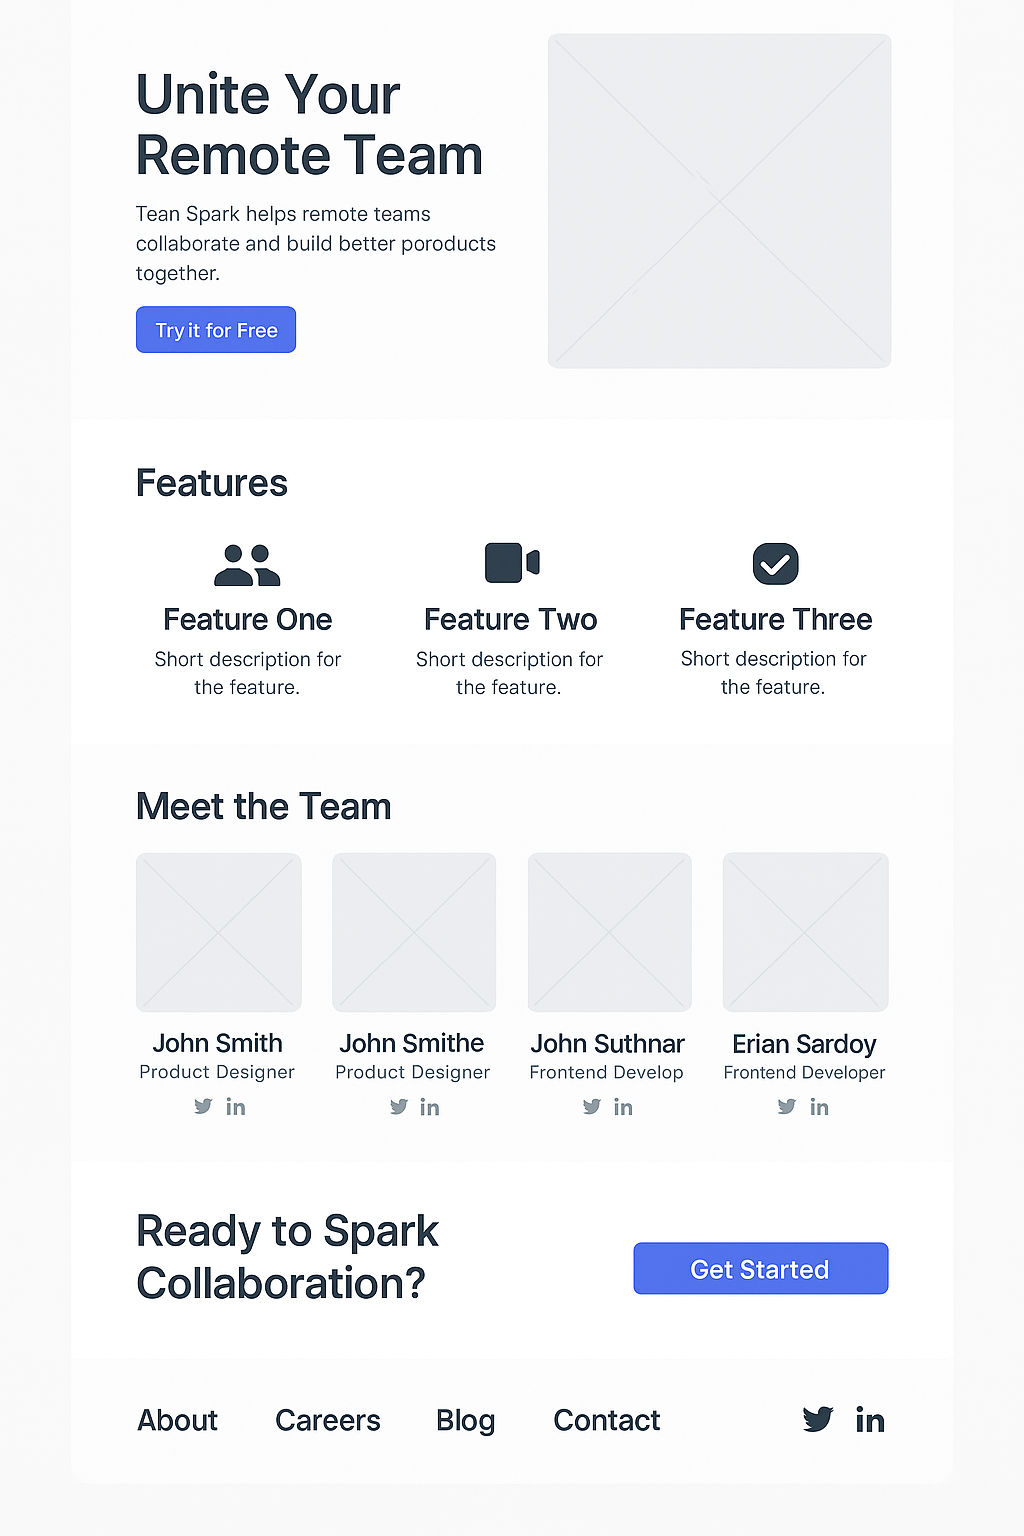 Unite Your
Remote Team
Tean Spark helps remote teams
collaborate and build better poroducts
together.
Try it for Free
Features
Feature One
Short description for
the feature.
Feature Two
Short description for
the feature.
Feature Three
Short description for
the feature.
Meet the Team
John Smith
Product Designer
in
John Smithe
Product Designer
in
John Suthnar
Frontend Develop
in
Erian Sardoy
Frontend Developer
in
Ready to Spark
Collaboration?
Get Started
About
Careers
Blog
Contact
in